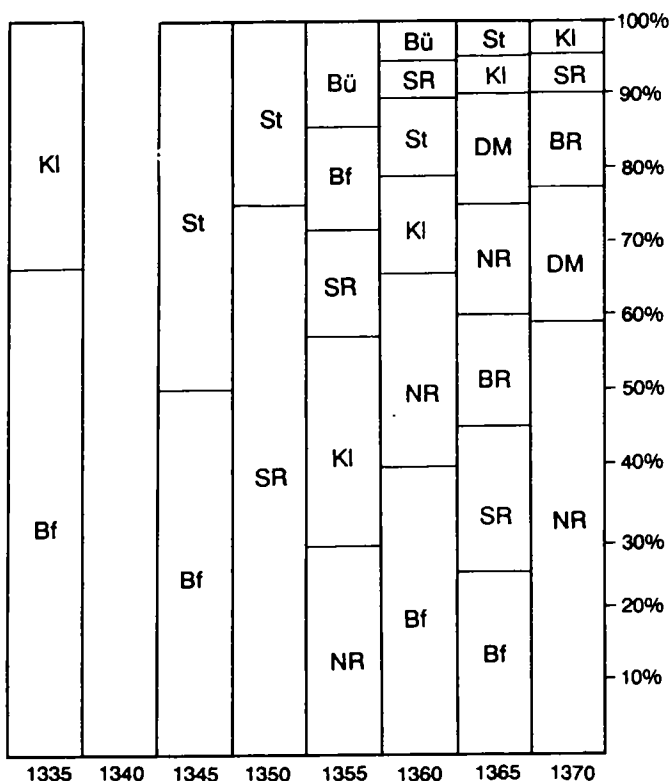 Bü St Kl 100%
St Bü SR Kl SR 90%
Kl St Bf St DM BR 80%
SR Kl NR DM 70%
60%
NR BR 50%
Bf SR Kl SR NR 40%
30%
Bf NR Bf Bf 20%
10%
1335 1340 1345 1350 1355 1360 1365 1370